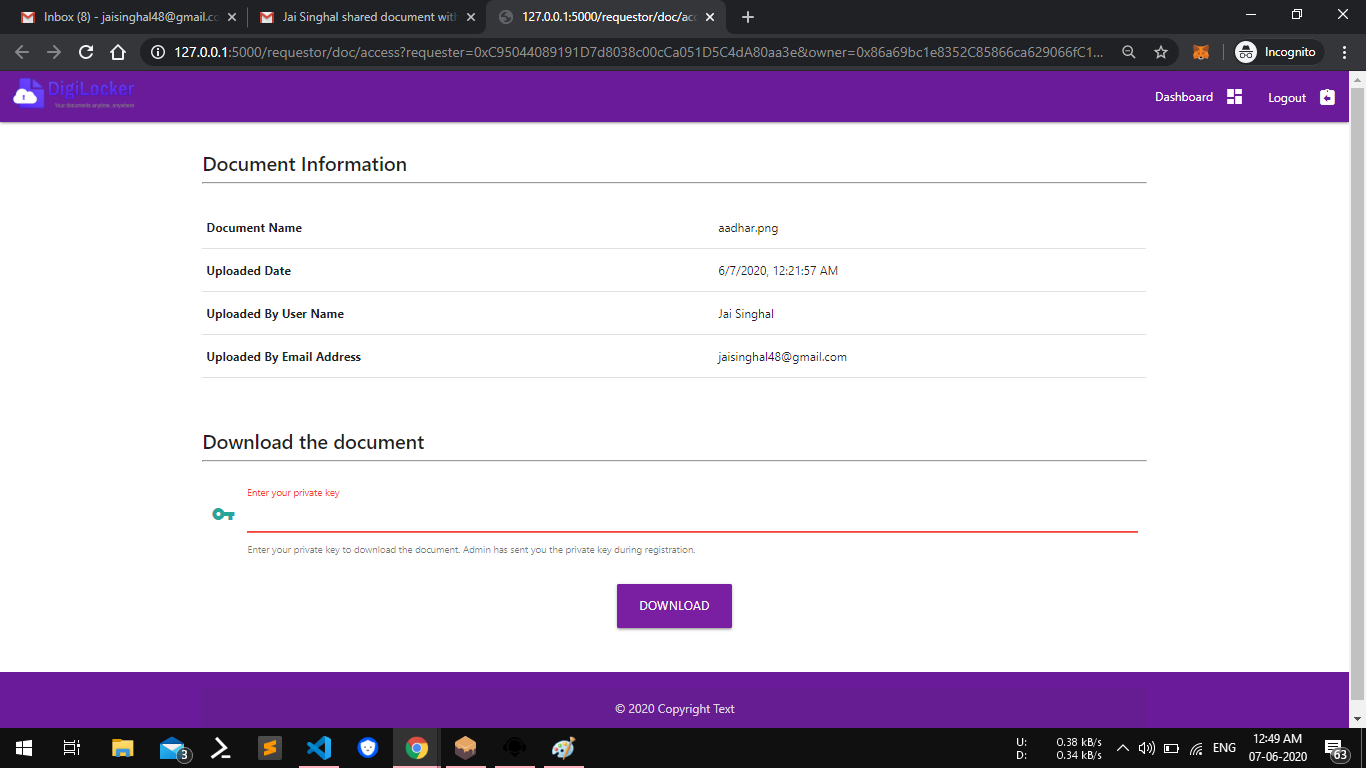 Inbox (8) - jaisinghal48@gmail.co
Jai Singhal shared document with
127.0.0.1:5000/requestor/doc/acc
127.0.0.1:5000/requestor/doc/access?requester=0xC95044089191D7d8038c00cCa051D5C4dA80aa3e&owner=0x86a69bc1e8352C85866ca629066fC1...
Incognito
DigiLocker
Your documents anytime, anywhere
Dashboard
Logout
Document Information
Document Name aadhar.png
Uploaded Date 6/7/2020, 12:21:57 AM
Uploaded By User Name Jai Singhal
Uploaded By Email Address jaisinghal48@gmail.com
Download the document
Enter your private key
Enter your private key to download the document. Admin has sent you the private key during registration.
DOWNLOAD
© 2020 Copyright Text
3
U: 0.38 kB/s
D: 0.34 kB/s
ENG
12:49 AM
07-06-2020
63